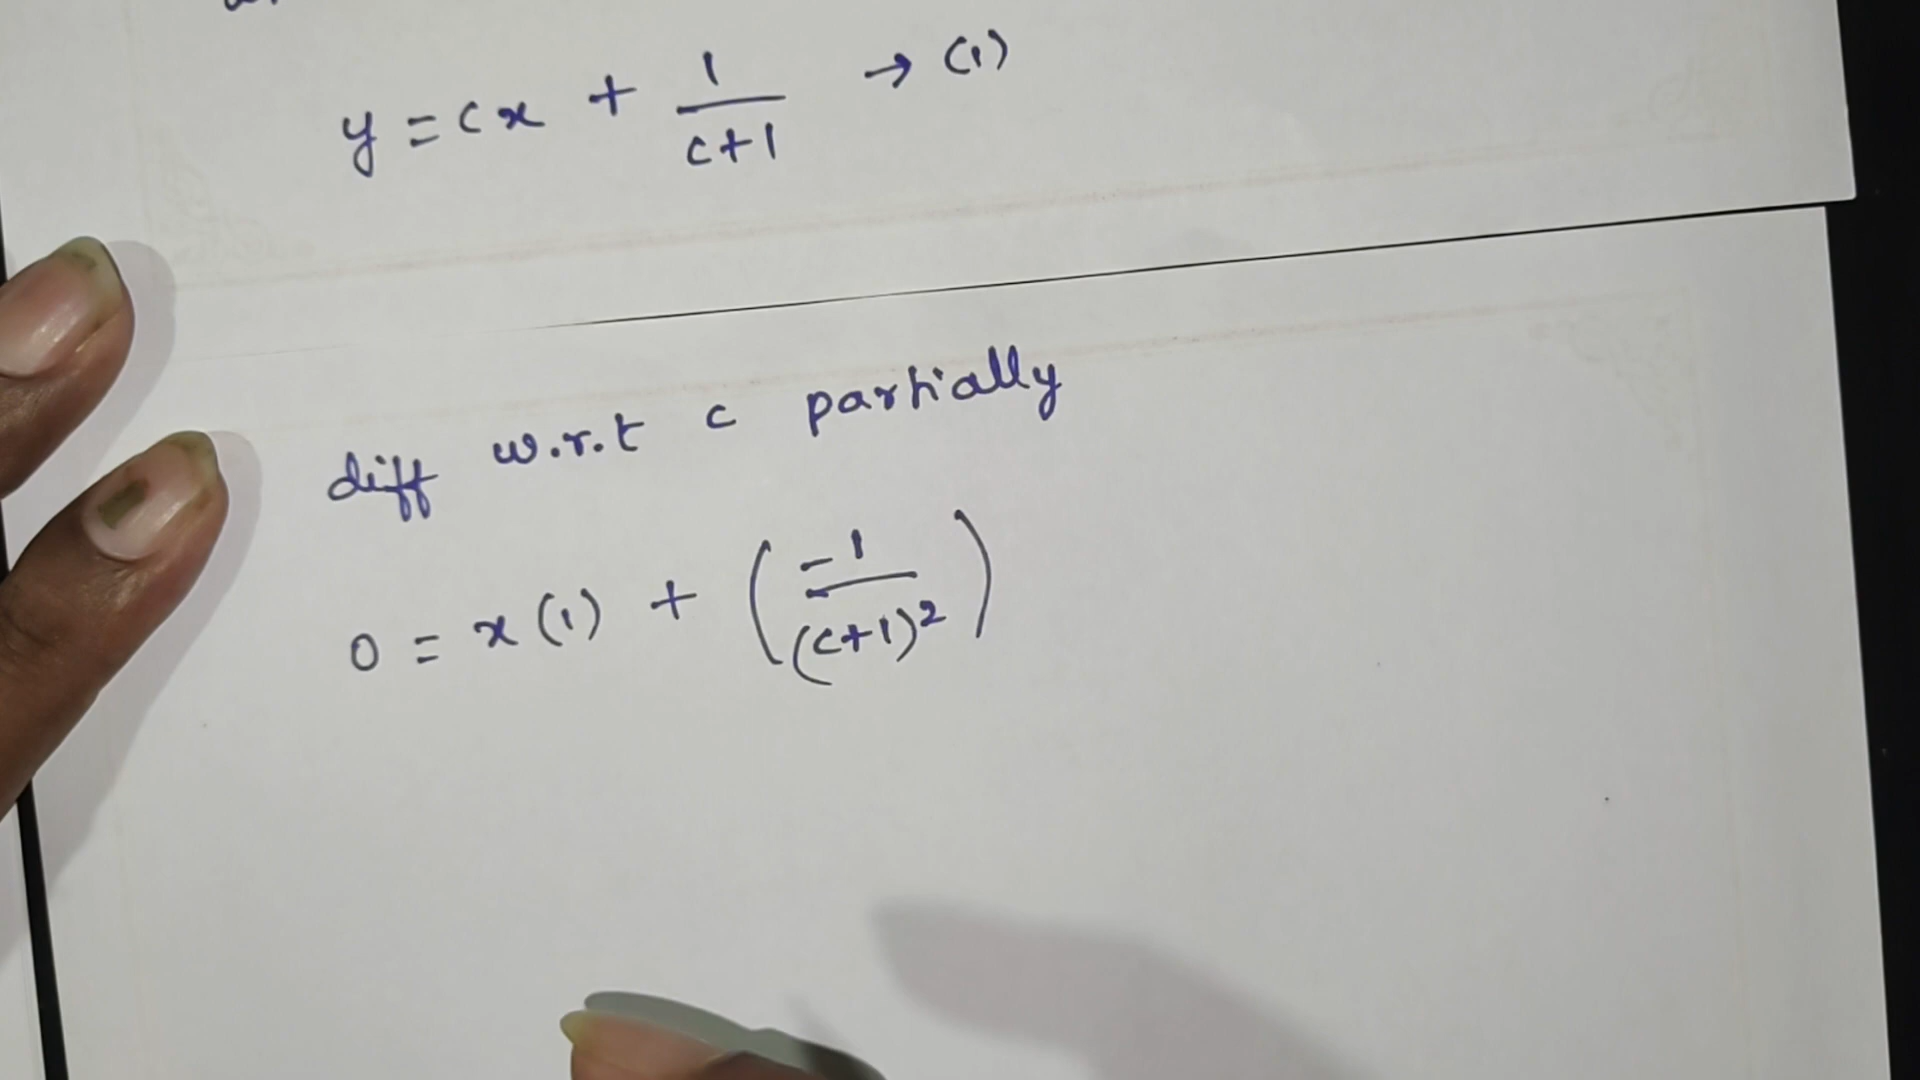 y = cx + 1/(c+1) → (1)
diff w.r.t c partially
0 = x(1) + (-1/(c+1)²)